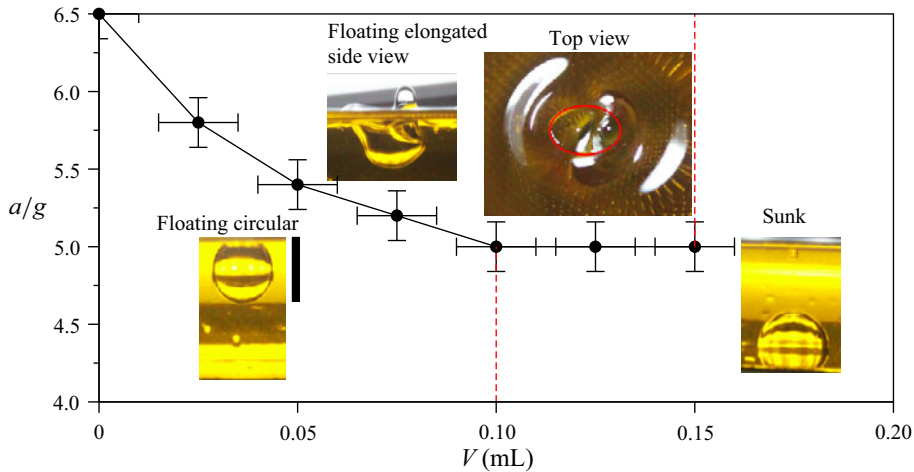 6.5
6.0
5.5
5.0
4.5
4.0
a/g
Floating elongated
side view
Top view
Floating circular
Sunk
0
0.05
0.10
0.15
0.20
V (mL)